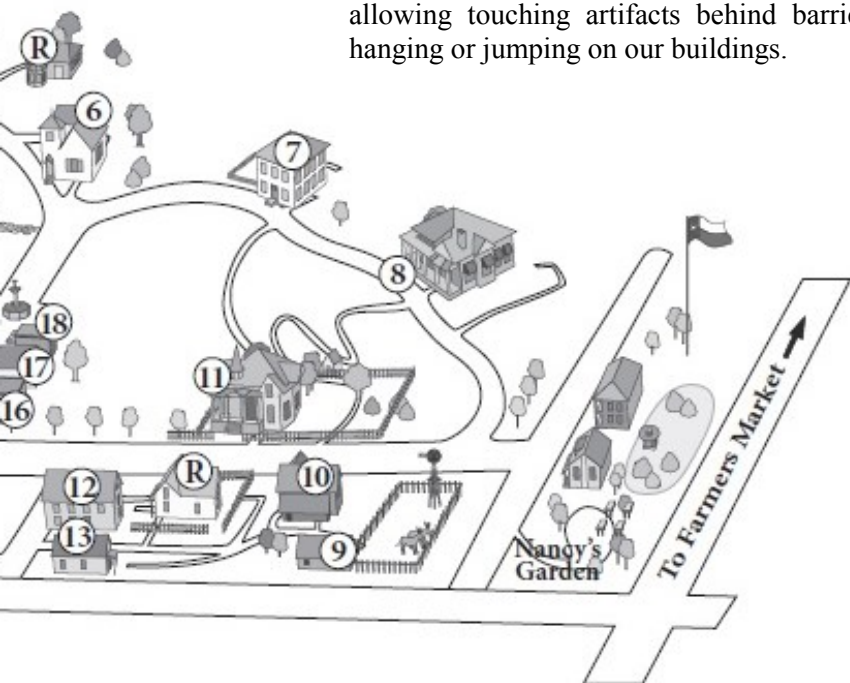 allowing touching artifacts behind
hanging or jumping on our buildings.
R
6
7
8
18
17
16
11
12
R
10
13
9
Nancy's
Garden
To Farmers Market